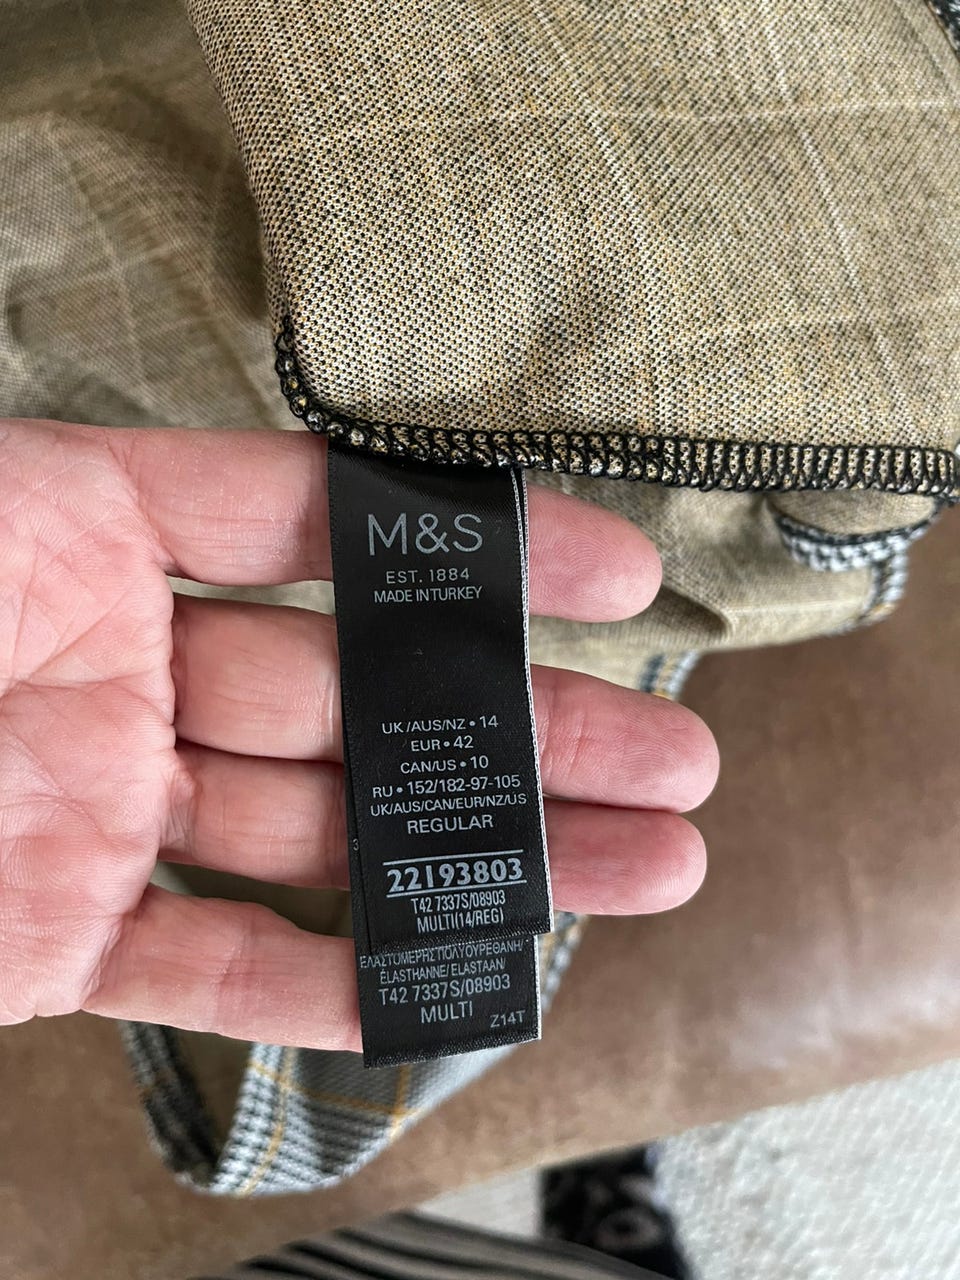 M&S
EST. 1884
MADE IN TURKEY
UK/AUS/NZ • 14
EUR • 42
CAN/US • 10
RU • 152/182-97-105
UK/AUS/CAN/EUR/NZ/US
REGULAR
3
22193803
T42 7337S/08903
MULTI(14/REG)
ΕΛΑΣΤΟΜΕΡΗΣ ΠΟΛΥΟΥΡΕΘΑΝΗ/
ÉLASTHANNE/ ELASTAAN/
T42 7337S/08903
MULTI
Z14T